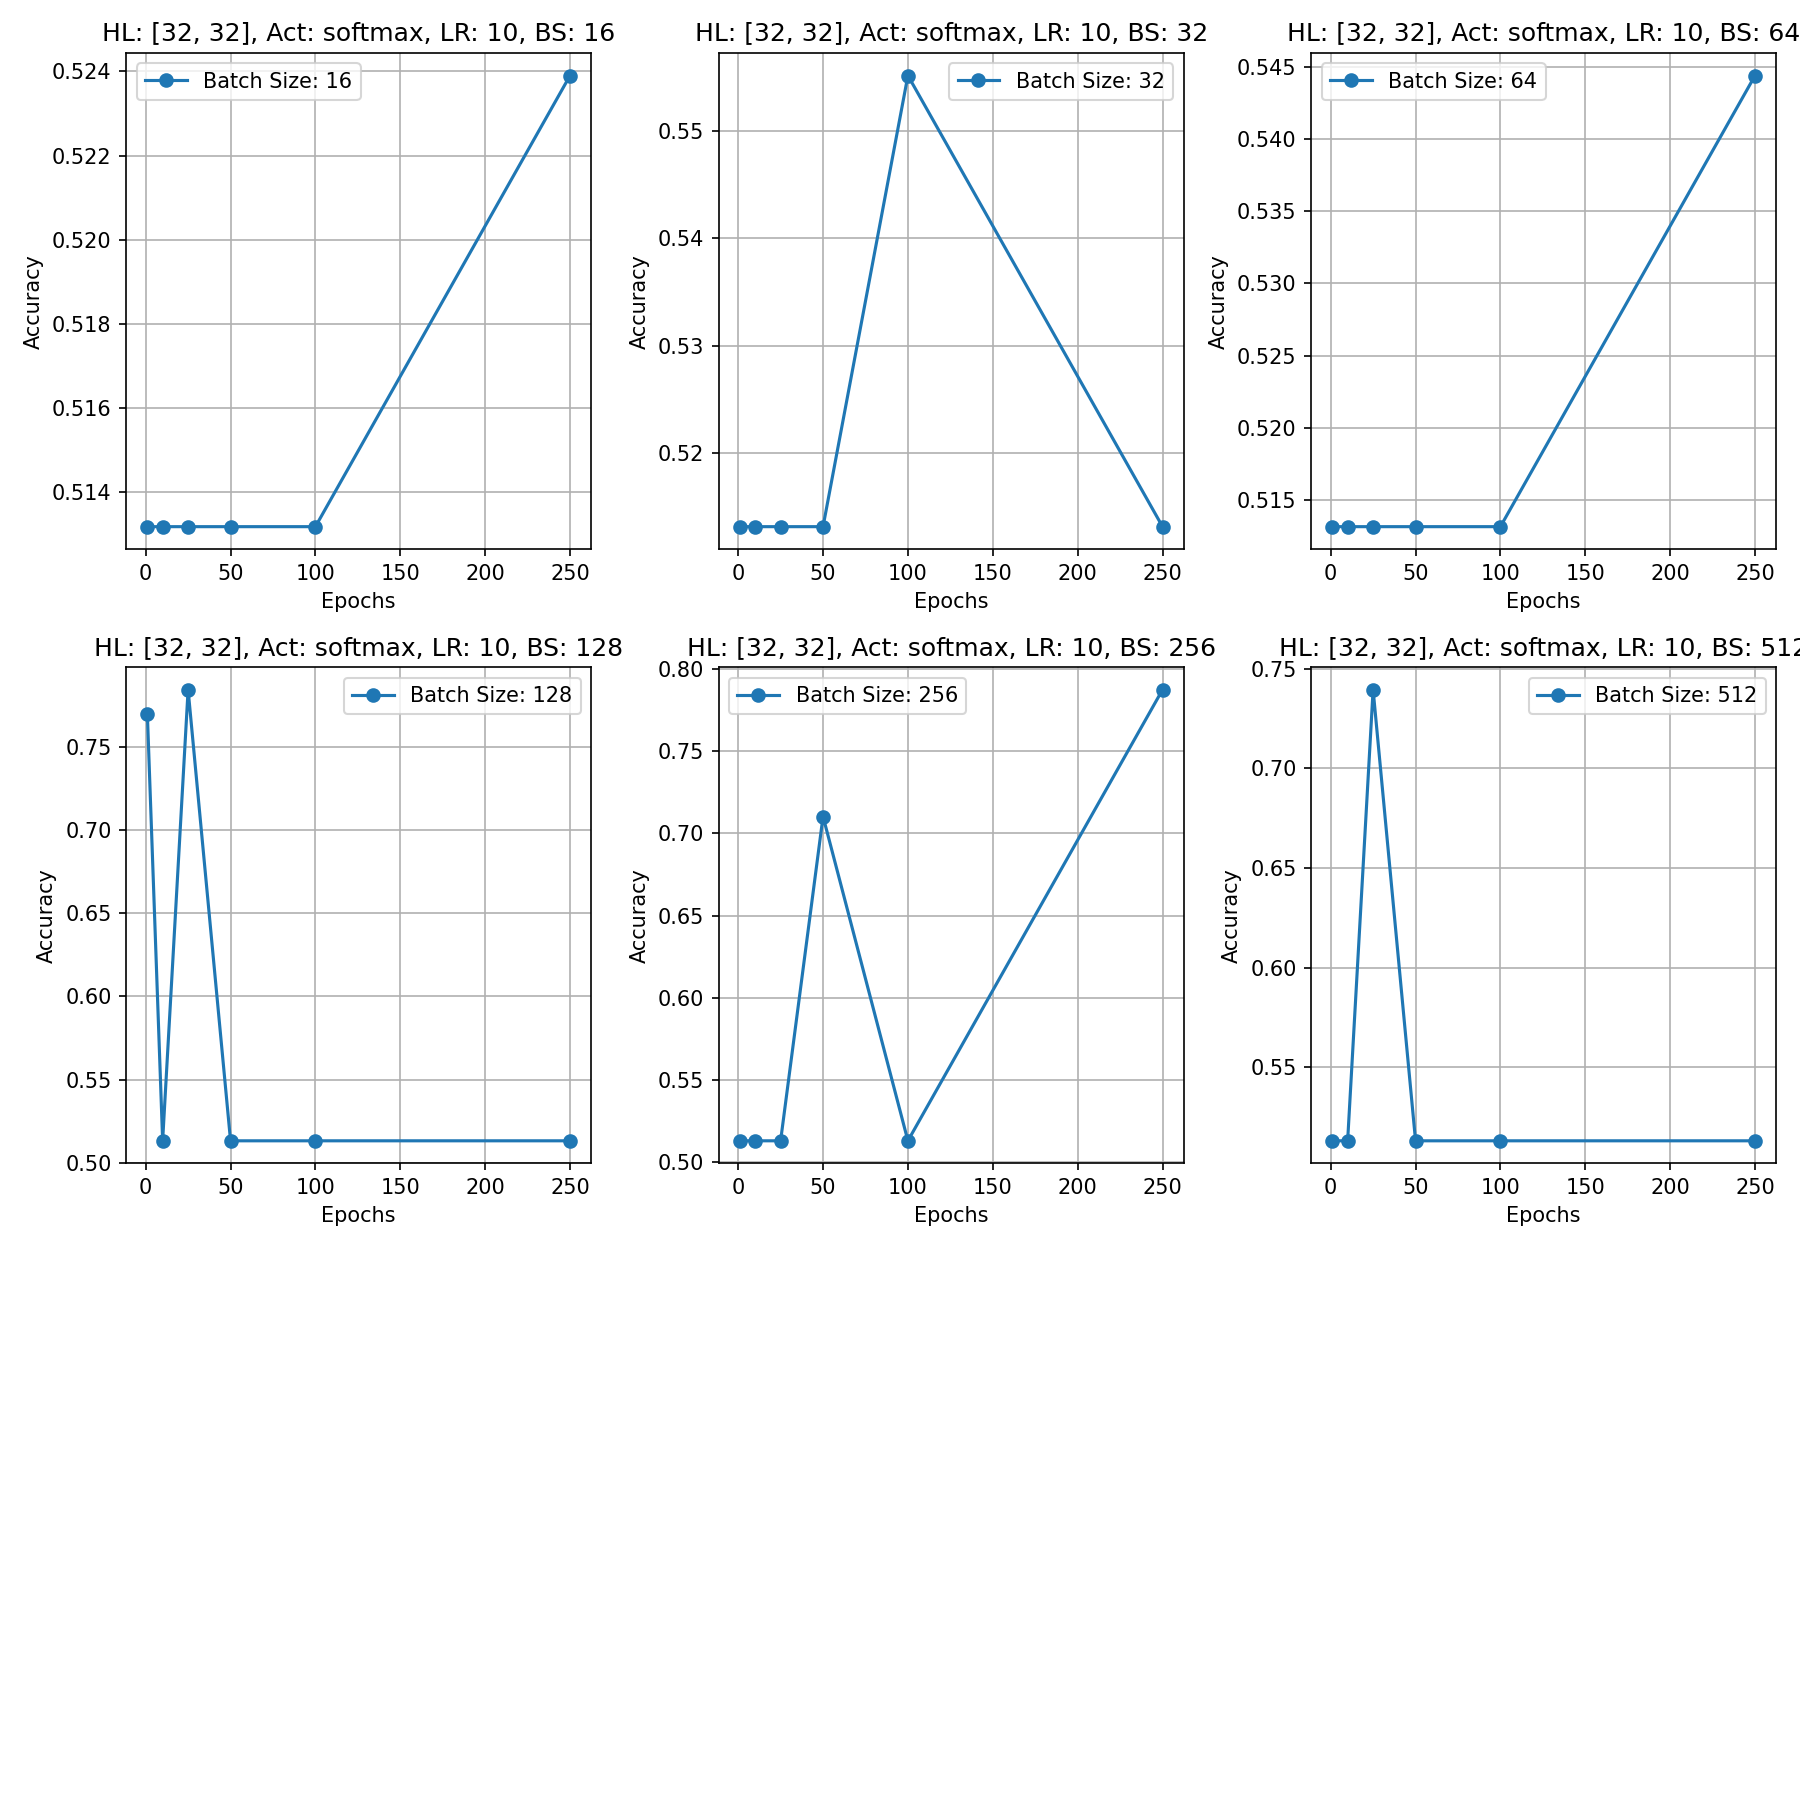 HL: [32, 32], Act: softmax, LR: 10, BS: 16
Batch Size: 16
0.524
0.522
0.520
0.518
0.516
0.514
Accuracy
0 50 100 150 200 250
Epochs
HL: [32, 32], Act: softmax, LR: 10, BS: 32
Batch Size: 32
0.55
0.54
0.53
0.52
Accuracy
0 50 100 150 200 250
Epochs
HL: [32, 32], Act: softmax, LR: 10, BS: 64
Batch Size: 64
0.545
0.540
0.535
0.530
0.525
0.520
0.515
Accuracy
0 50 100 150 200 250
Epochs
HL: [32, 32], Act: softmax, LR: 10, BS: 128
Batch Size: 128
0.75
0.70
0.65
0.60
0.55
0.50
Accuracy
0 50 100 150 200 250
Epochs
HL: [32, 32], Act: softmax, LR: 10, BS: 256
Batch Size: 256
0.80
0.75
0.70
0.65
0.60
0.55
0.50
Accuracy
0 50 100 150 200 250
Epochs
HL: [32, 32], Act: softmax, LR: 10, BS: 512
Batch Size: 512
0.75
0.70
0.65
0.60
0.55
Accuracy
0 50 100 150 200 250
Epochs